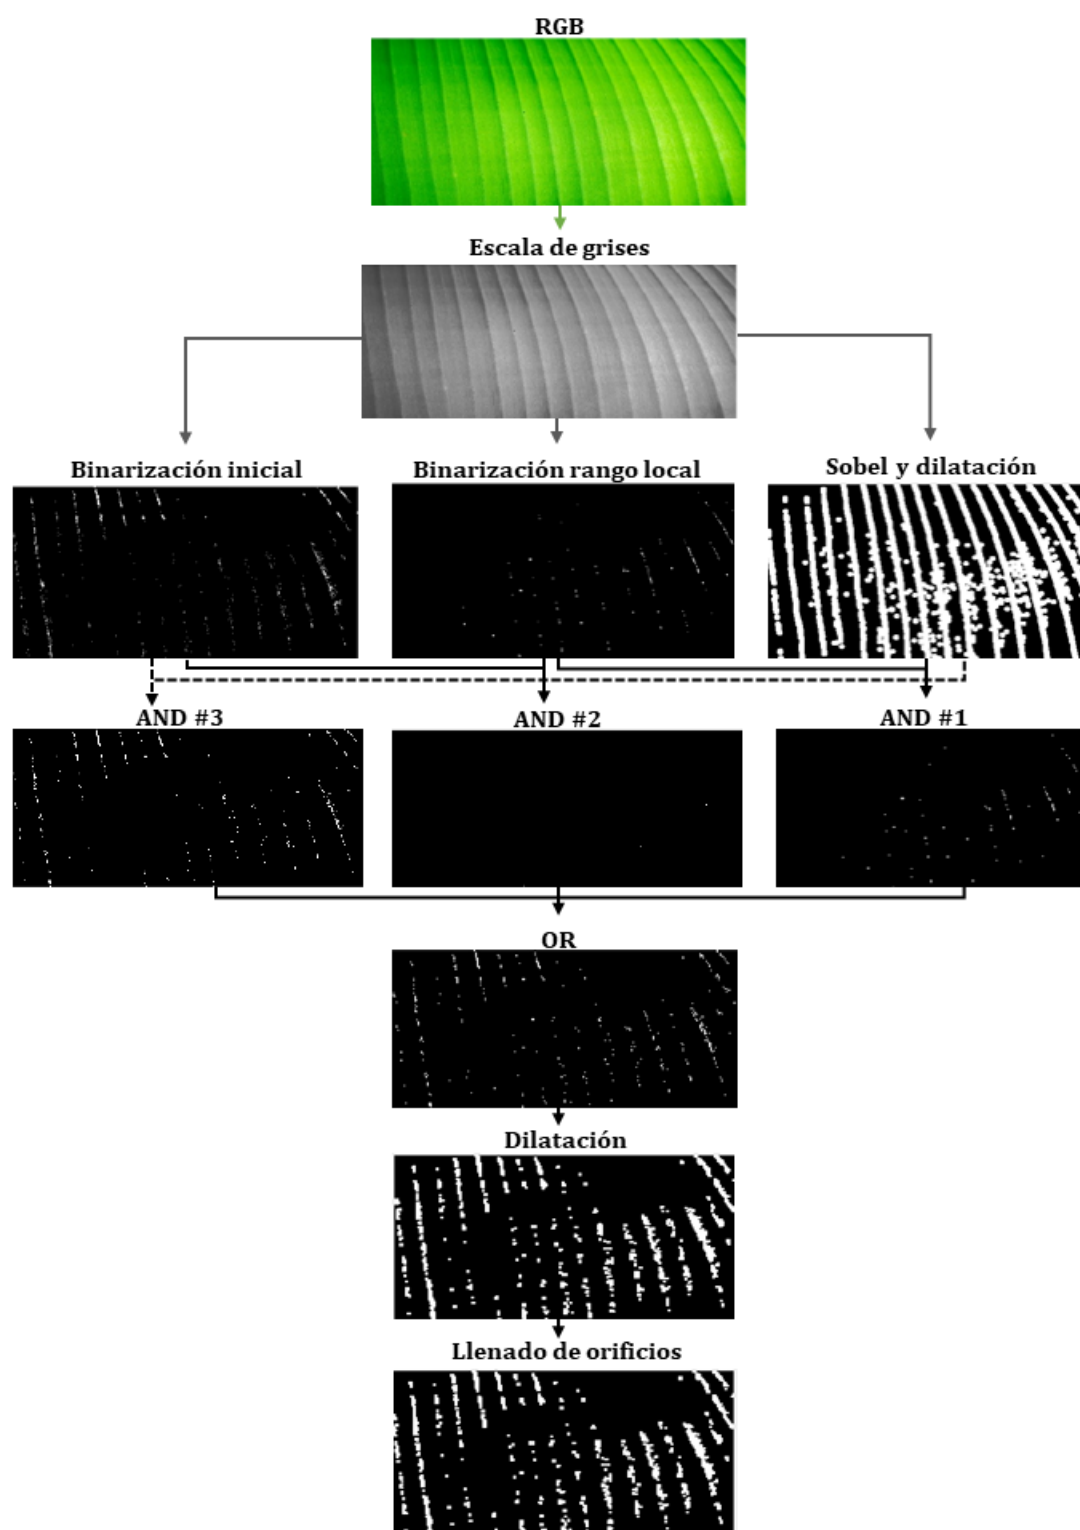 RGB
Escala de grises
Binarización inicial
Binarización rango local
Sobel y dilatación
AND #3
AND #2
AND #1
OR
Dilatación
Llenado de orificios